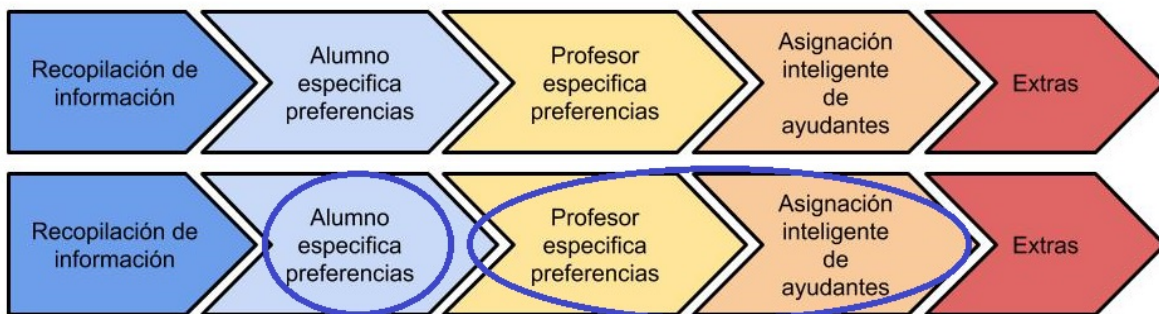 Recopilación de
información
Alumno
especifica
preferencias
Profesor
especifica
preferencias
Asignación
inteligente
de
ayudantes
Extras
Recopilación de
información
Alumno
especifica
preferencias
Profesor
especifica
preferencias
Asignación
inteligente
de
ayudantes
Extras